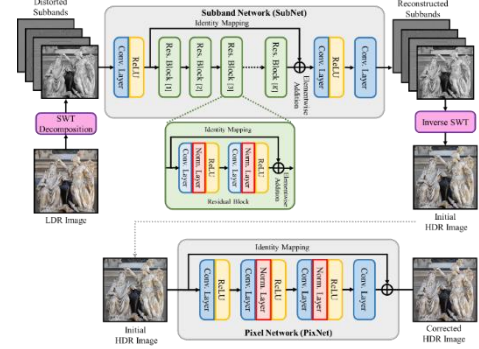 Distorted
Subbands
Subband Network (SubNet)
Reconstructed
Subbands
Identity Mapping
Conv. Layer
ReLU
Res. Block [1]
Res. Block [2]
Res. Block [3]
Elementwise
Addition
Conv. Layer
ReLU
Conv. Layer
SWT
Decomposition
Inverse SWT
Identity Mapping
Conv. Layer
Norm. Layer
ReLU
Conv. Layer
Norm. Layer
ReLU
Elementwise
Addition
Residual Block
LDR Image
Initial
HDR Image
Identity Mapping
Conv. Layer
ReLU
Conv. Layer
Norm. Layer
ReLU
Conv. Layer
Norm. Layer
ReLU
Conv. Layer
Initial
HDR Image
Pixel Network (PixNet)
Corrected
HDR Image